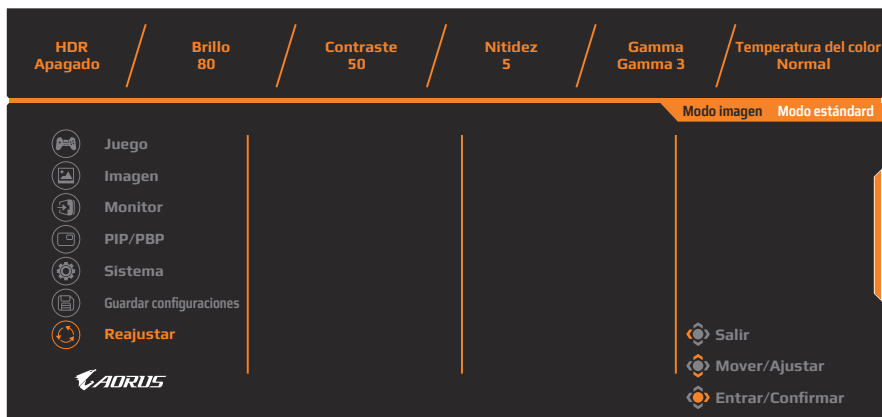 HDR
Apagado
Brillo
80
Contraste
50
Nitidez
5
Gamma
Gamma 3
Temperatura del color
Normal
Modo imagen Modo estándard
Juego
Imagen
Monitor
PIP/PBP
Sistema
Guardar configuraciones
Reajustar
AORUS
Salir
Mover/Ajustar
Entrar/Confirmar